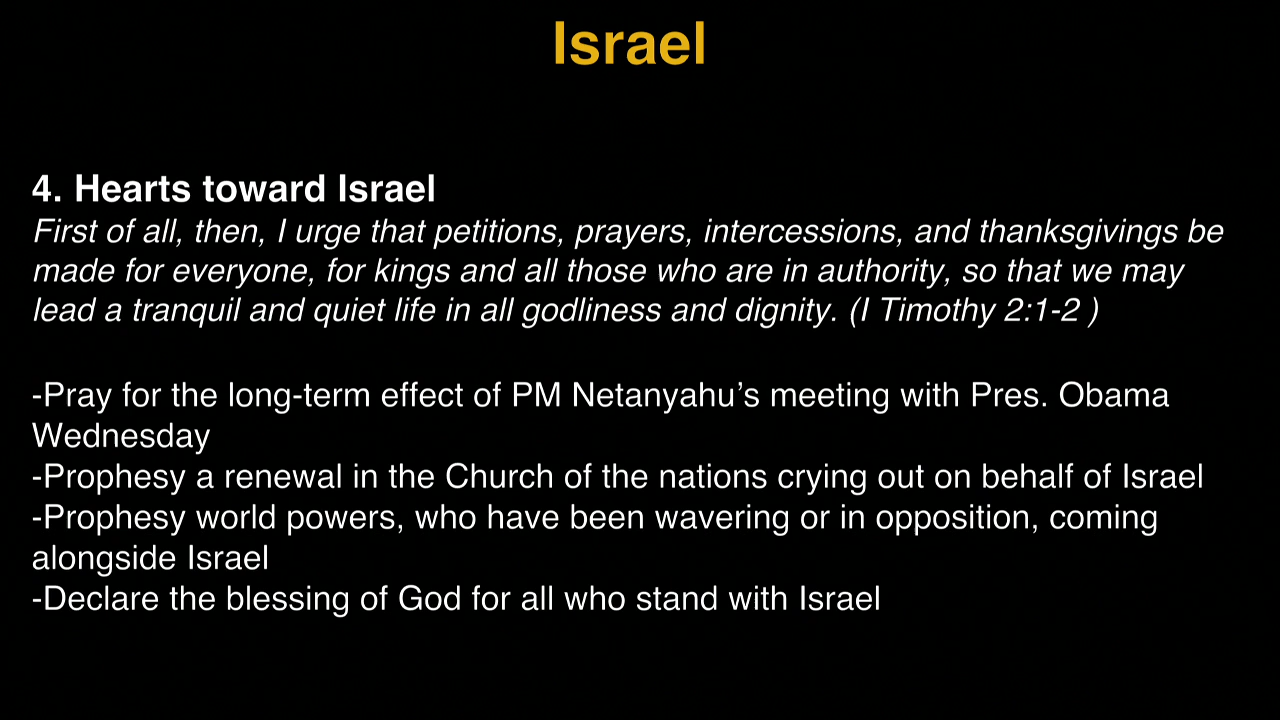 Israel
4. Hearts toward Israel
First of all, then, I urge that petitions, prayers, intercessions, and thanksgivings be
made for everyone, for kings and all those who are in authority, so that we may
lead a tranquil and quiet life in all godliness and dignity. (I Timothy 2:1-2 )
-Pray for the long-term effect of PM Netanyahu’s meeting with Pres. Obama
Wednesday
-Prophesy a renewal in the Church of the nations crying out on behalf of Israel
-Prophesy world powers, who have been wavering or in opposition, coming
alongside Israel
-Declare the blessing of God for all who stand with Israel